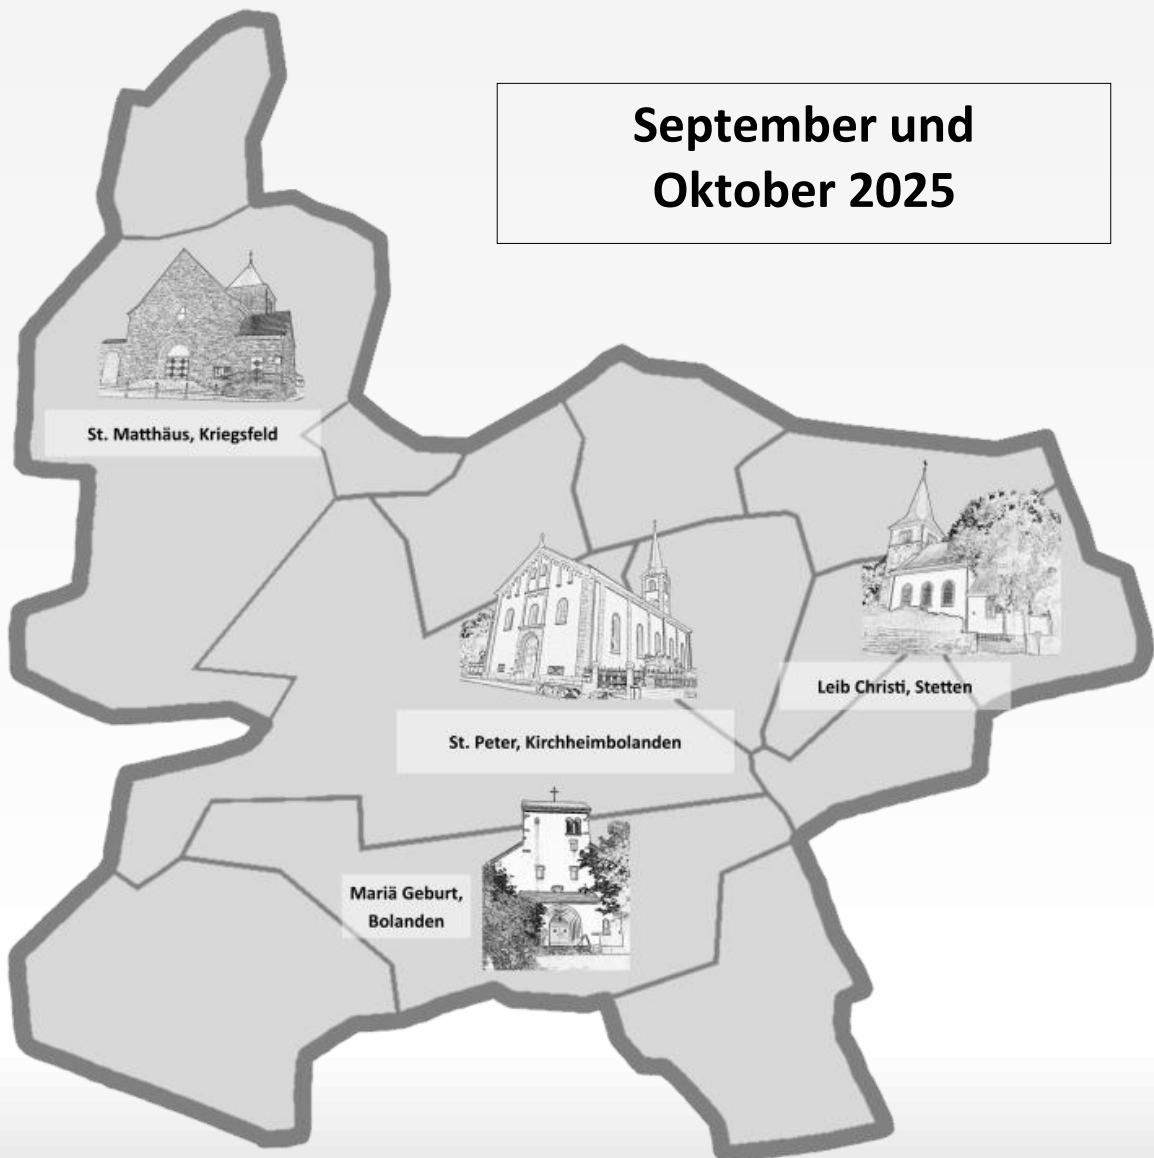 September und
Oktober 2025
St. Matthäus, Kriegsfeld
Leib Christi, Stetten
St. Peter, Kirchheimbolanden
Mariä Geburt,
Bolanden